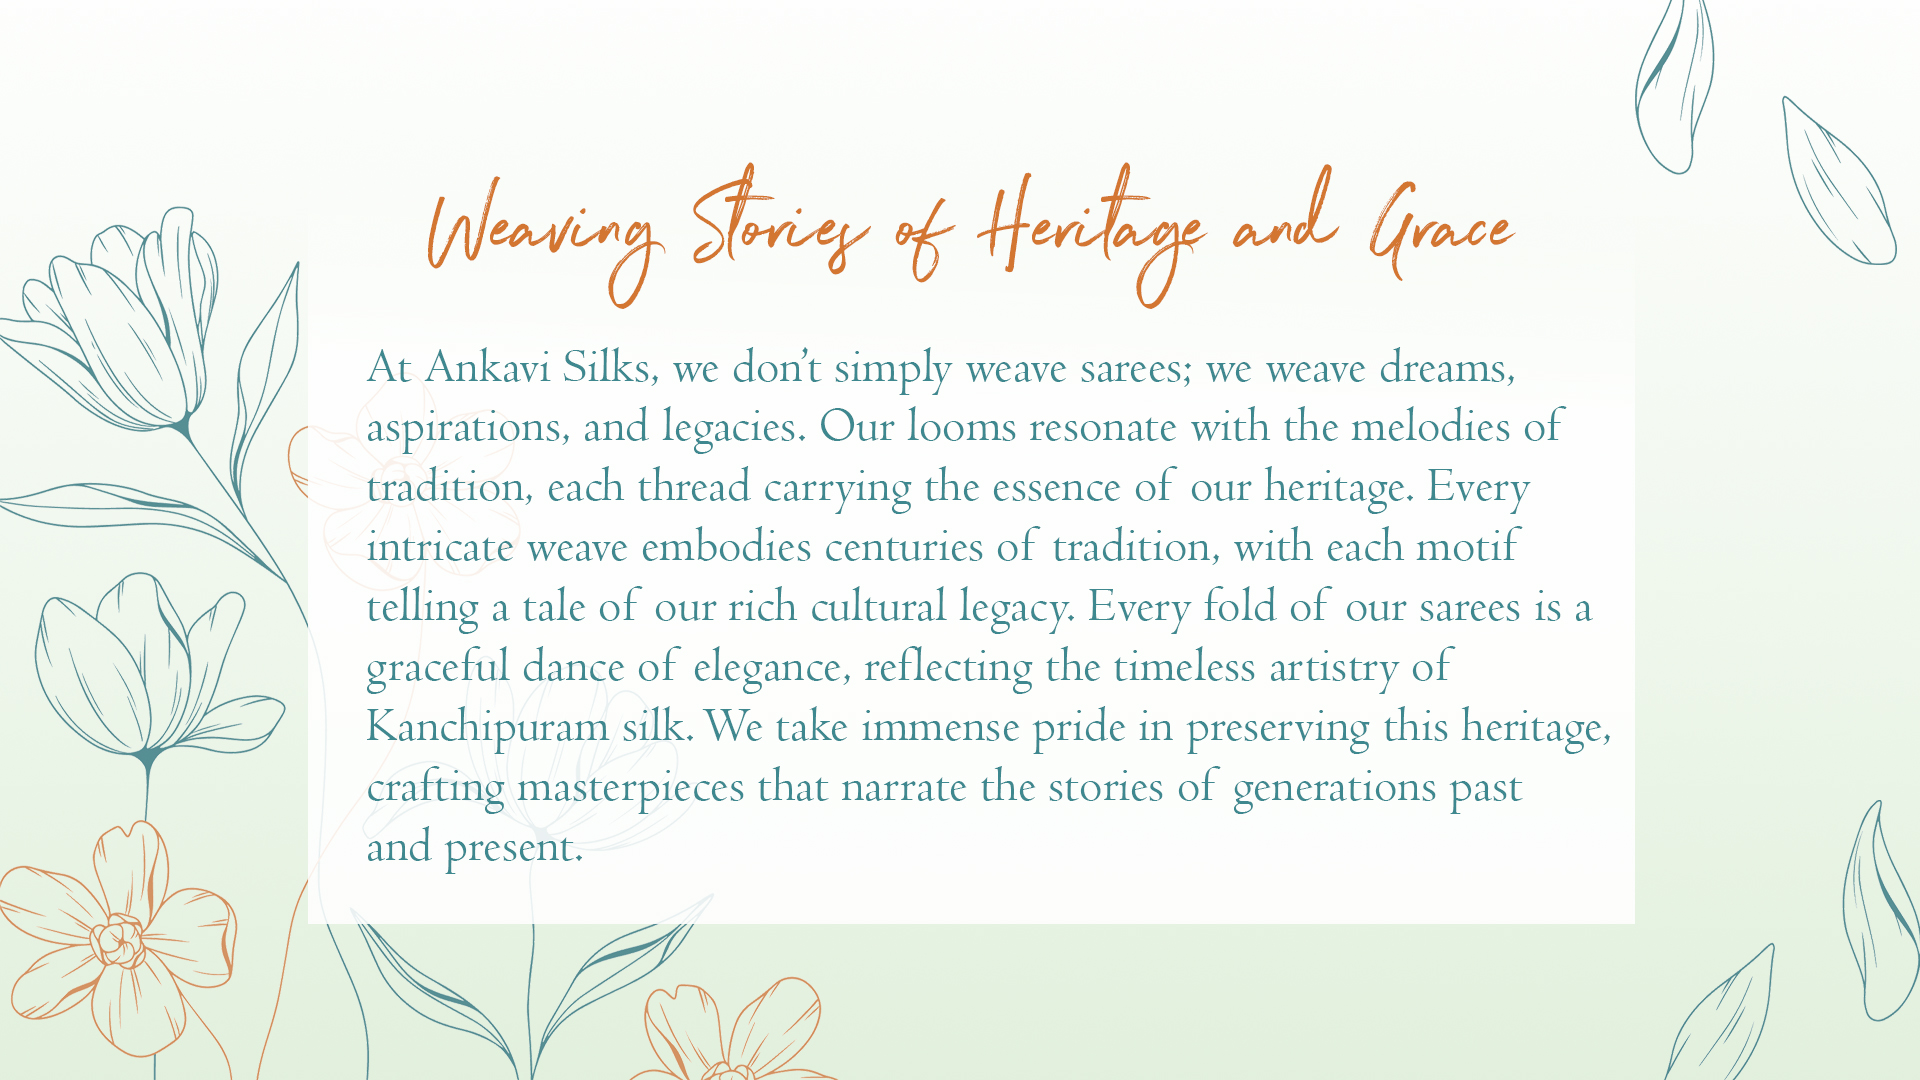 Weaving Stories of Heritage and Grace
At Ankavi Silks, we don't simply weave sarees; we weave dreams,
aspirations, and legacies. Our looms resonate with the melodies of
tradition, each thread carrying the essence of our heritage. Every
intricate weave embodies centuries of tradition, with each motif
telling a tale of our rich cultural legacy. Every fold of our sarees is a
graceful dance of elegance, reflecting the timeless artistry of
Kanchipuram silk. We take immense pride in preserving this heritage,
crafting masterpieces that narrate the stories of generations past
and present.